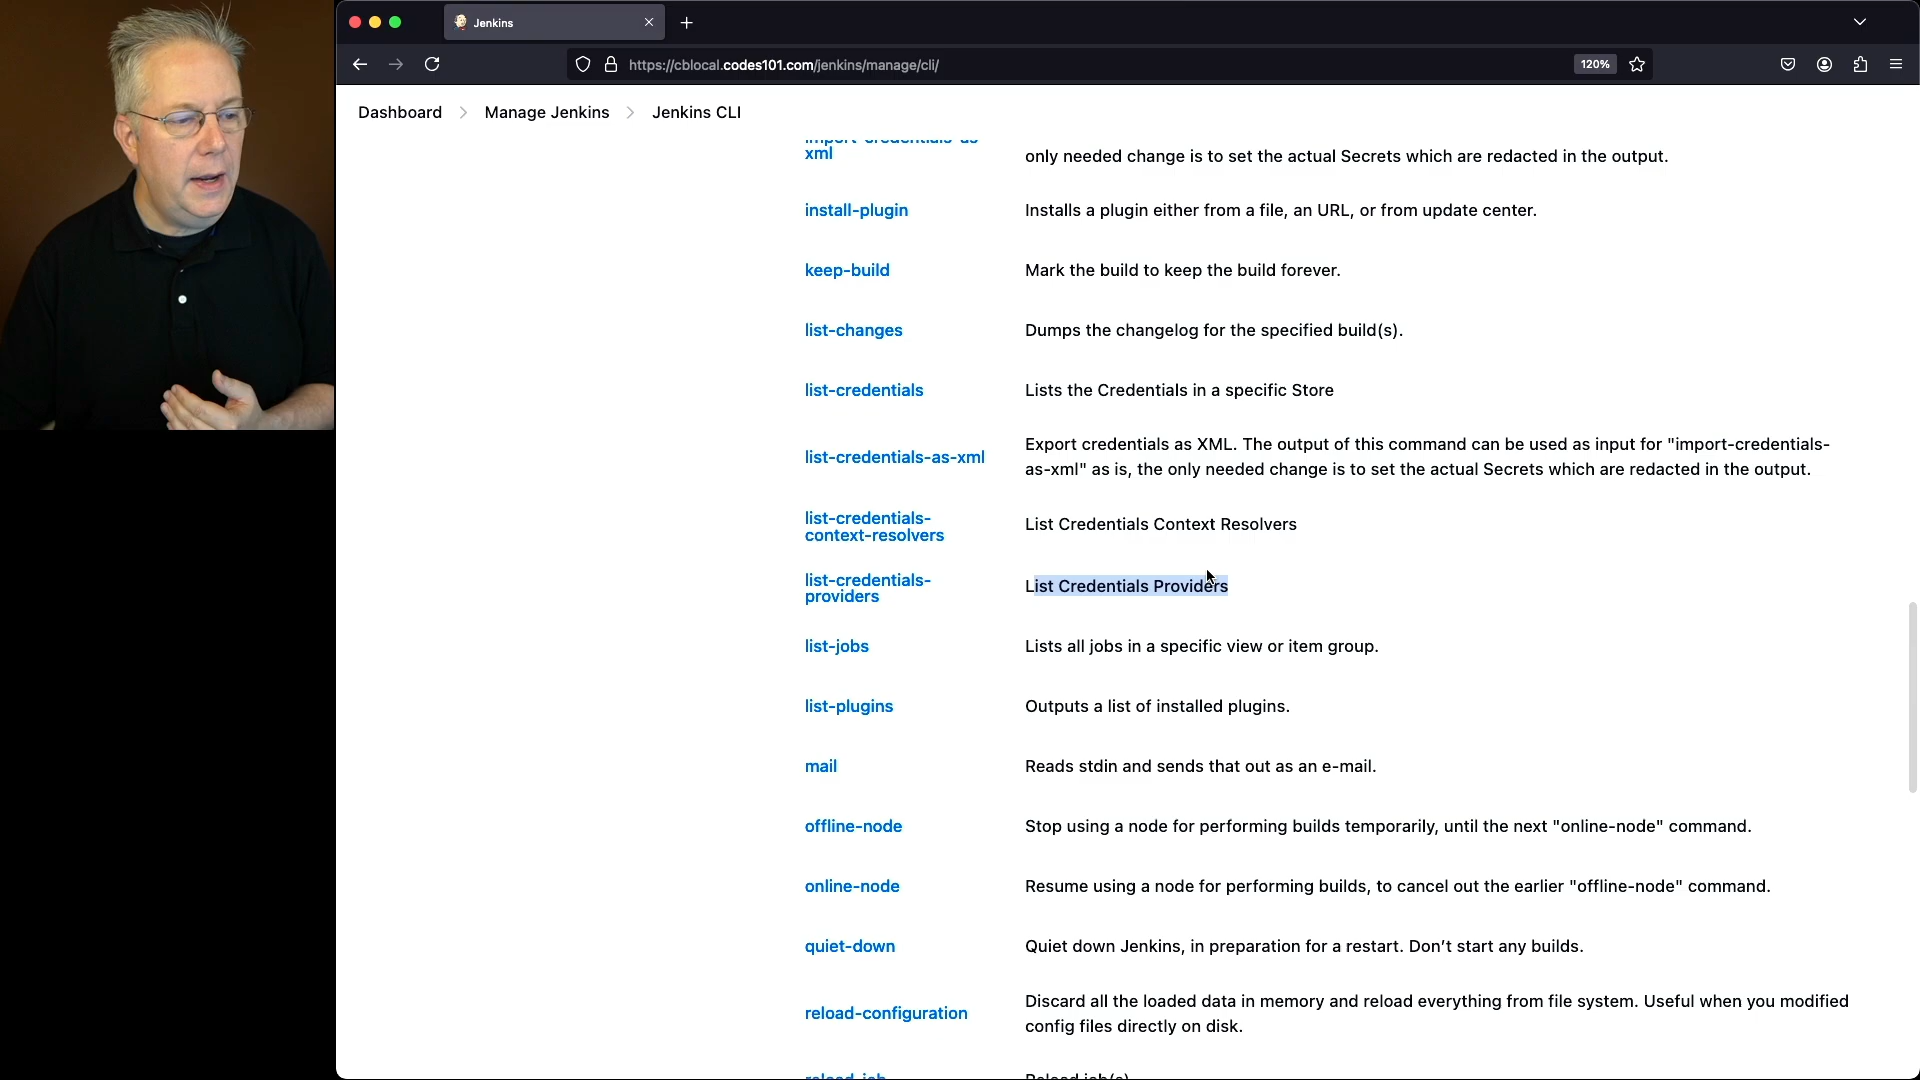 Jenkins
https://cblocal.codes101.com/jenkins/manage/cli/
120%
Dashboard
Manage Jenkins
Jenkins CLI
import-credentials-as-
xml
only needed change is to set the actual Secrets which are redacted in the output.
install-plugin
Installs a plugin either from a file, an URL, or from update center.
keep-build
Mark the build to keep the build forever.
list-changes
Dumps the changelog for the specified build(s).
list-credentials
Lists the Credentials in a specific Store
list-credentials-as-xml
Export credentials as XML. The output of this command can be used as input for "import-credentials-
as-xml" as is, the only needed change is to set the actual Secrets which are redacted in the output.
list-credentials-
context-resolvers
List Credentials Context Resolvers
list-credentials-
providers
List Credentials Providers
list-jobs
Lists all jobs in a specific view or item group.
list-plugins
Outputs a list of installed plugins.
mail
Reads stdin and sends that out as an e-mail.
offline-node
Stop using a node for performing builds temporarily, until the next "online-node" command.
online-node
Resume using a node for performing builds, to cancel out the earlier "offline-node" command.
quiet-down
Quiet down Jenkins, in preparation for a restart. Don't start any builds.
reload-configuration
Discard all the loaded data in memory and reload everything from file system. Useful when you modified
config files directly on disk.
reload-job
Reload job(s)